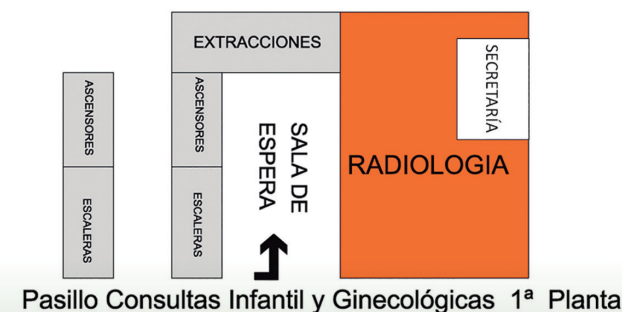 EXTRACCIONES
SECRETARÍA
ASCENSORES
ASCENSORES
SALA DE
ESPERA
RADIOLOGIA
ESCALERAS
ESCALERAS
Pasillo Consultas Infantil y Ginecológicas 1ª Planta